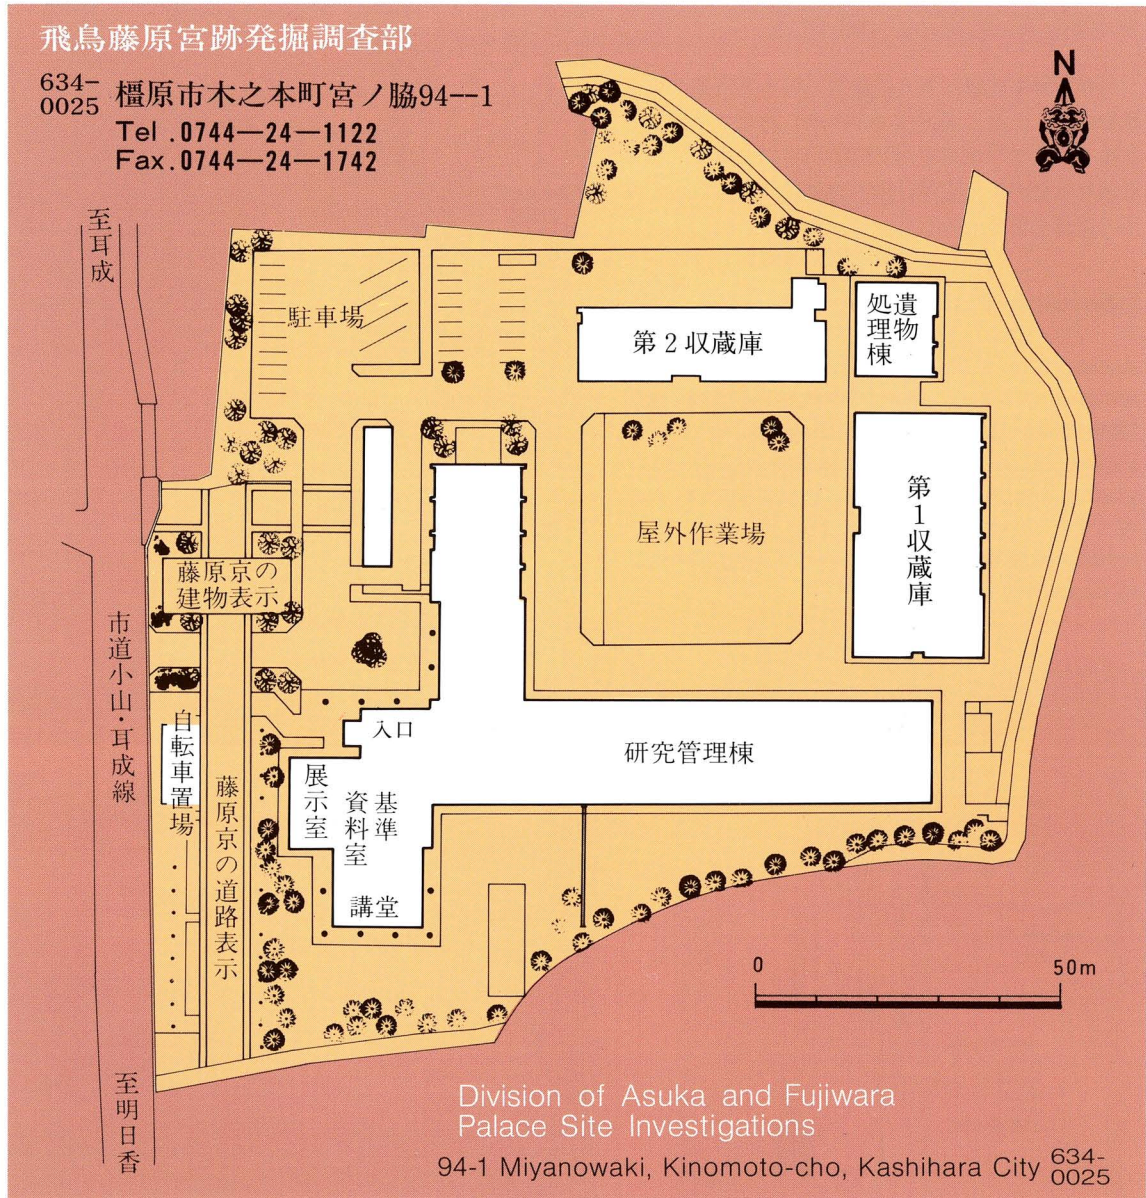 飛鳥藤原宮跡発掘調査部
634-
0025
橿原市木之本町宮ノ脇94--1
Tel .0744—24—1122
Fax.0744—24—1742
N
至耳成
駐車場
第2収蔵庫
遺物
処理棟
第1収蔵庫
屋外作業場
藤原京の
建物表示
市道小山・耳成線
自転車置場
藤原京の道路表示
入口
研究管理棟
展示室
基準
資料室
講堂
0
50m
至明日香
Division of Asuka and Fujiwara
Palace Site Investigations
94-1 Miyanowaki, Kinomoto-cho, Kashihara City
634-
0025